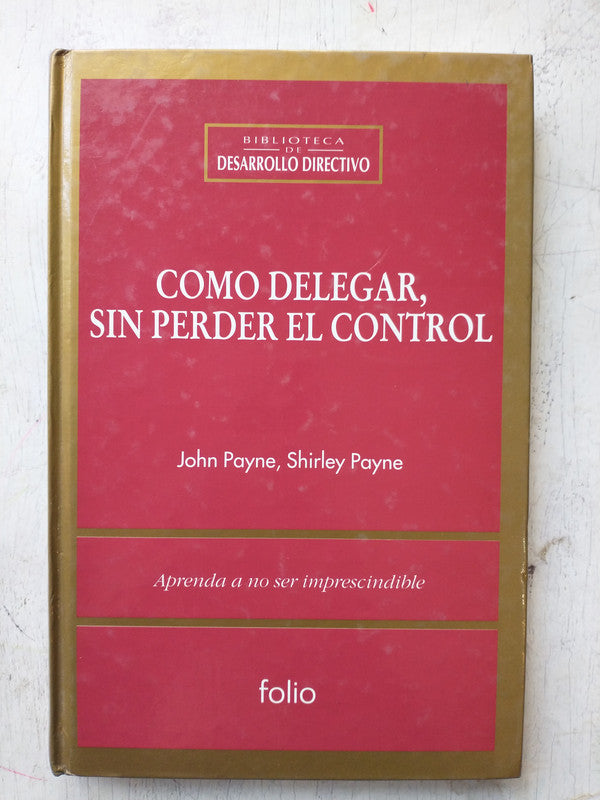 BIBLIOTECA
DE
DESARROLLO DIRECTIVO
COMO DELEGAR,
SIN PERDER EL CONTROL
John Payne, Shirley Payne
Aprenda a no ser imprescindible
folio